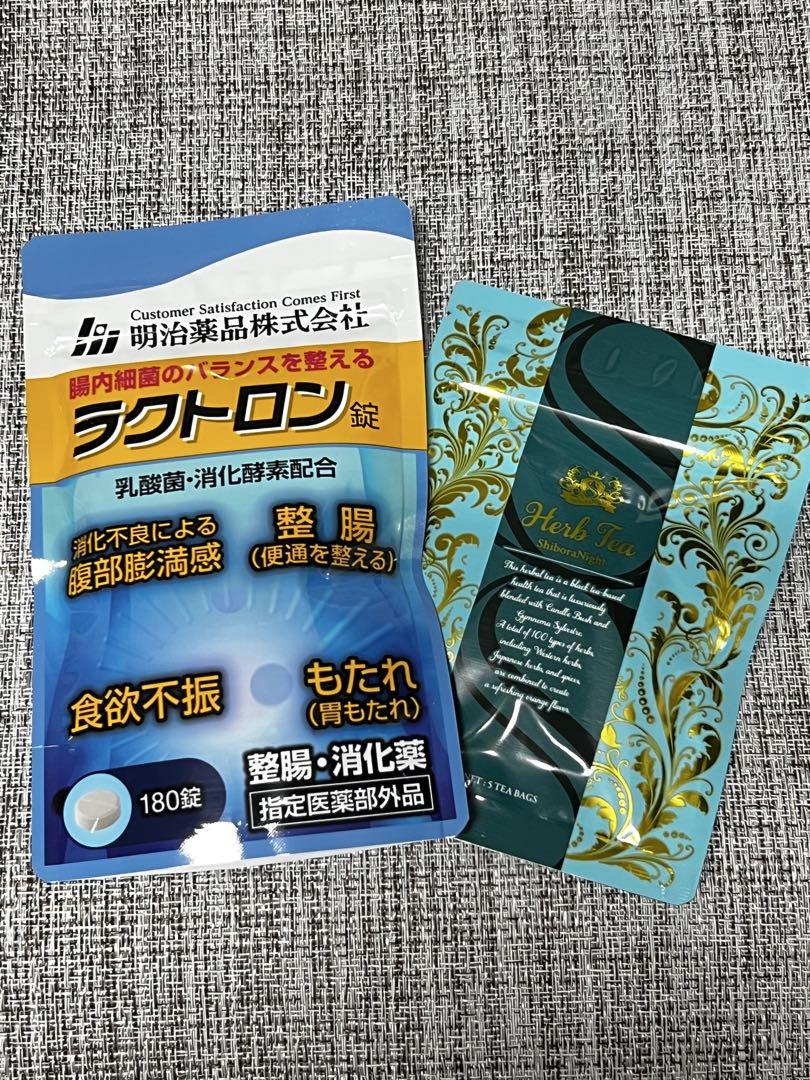 Customer Satisfaction Comes First
明治薬品株式会社
腸内細菌のバランスを整える
ラクトロン錠
乳酸菌・消化酵素配合
消化不良による
腹部膨満感
整腸
(便通を整える)
食欲不振
もたれ
(胃もたれ)
180錠
整腸・消化薬
指定医薬部外品
Herb Tea
ShiboraNight
This herbal tea is a black tea-based
health tea that is luxuriously
blended with Candle Bush and
Gymnema Sylvestre.
A total of 100 types of herbs,
including Western herbs,
Japanese herbs, and spices
are combined to create
a refreshing orange flavor.
ET : 5 TEA BAGS